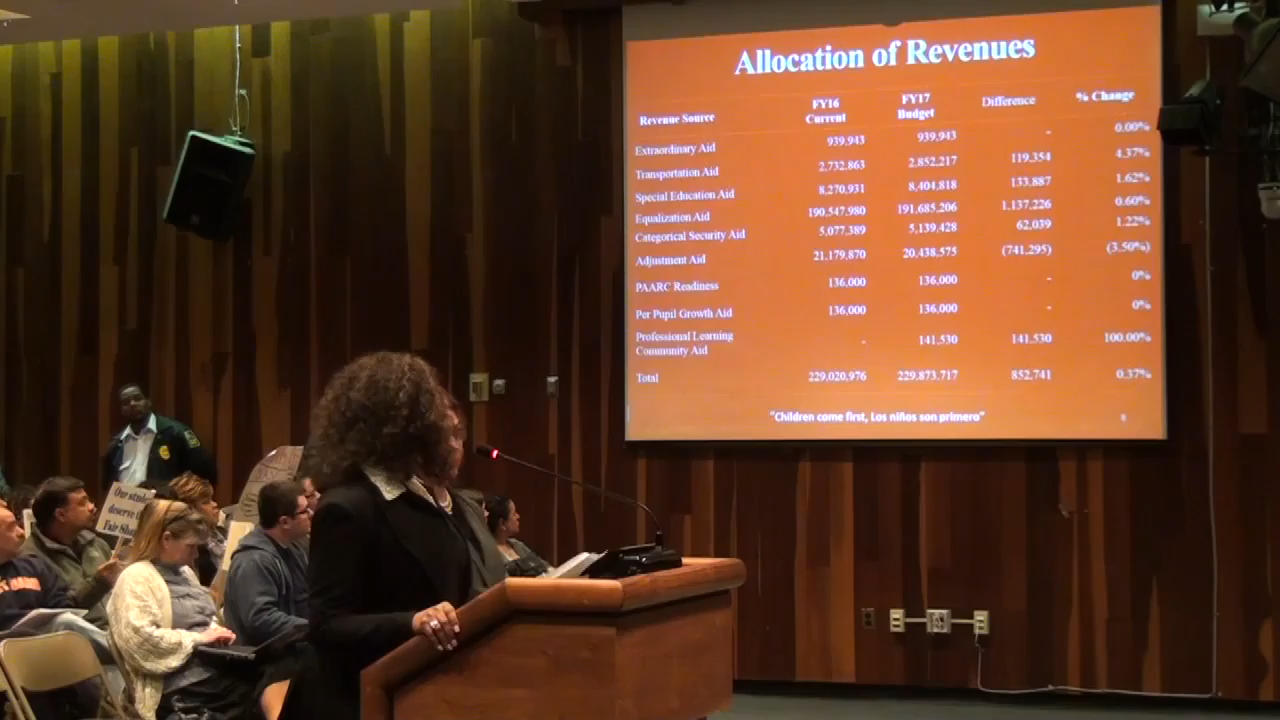 Allocation of Revenues
Revenue Source FY16 Current FY17 Budget Difference % Change
Extraordinary Aid 939,943 939,943 - 0.00%
Transportation Aid 2,732,863 2,852,217 119,354 4.37%
Special Education Aid 8,270,931 8,404,818 133,887 1.62%
Equalization Aid 190,547,980 191,685,206 1,137,226 0.60%
Categorical Security Aid 5,077,389 5,139,428 62,039 1.22%
Adjustment Aid 21,179,870 20,438,575 (741,295) (3.50%)
PAARC Readiness 136,000 136,000 - 0%
Per Pupil Growth Aid 136,000 136,000 - 0%
Professional Learning Community Aid - 141,530 141,530 100.00%
Total 229,020,976 229,873,717 852,741 0.37%
"Children come first, Los niños son primero"
Our
deserve
Fair